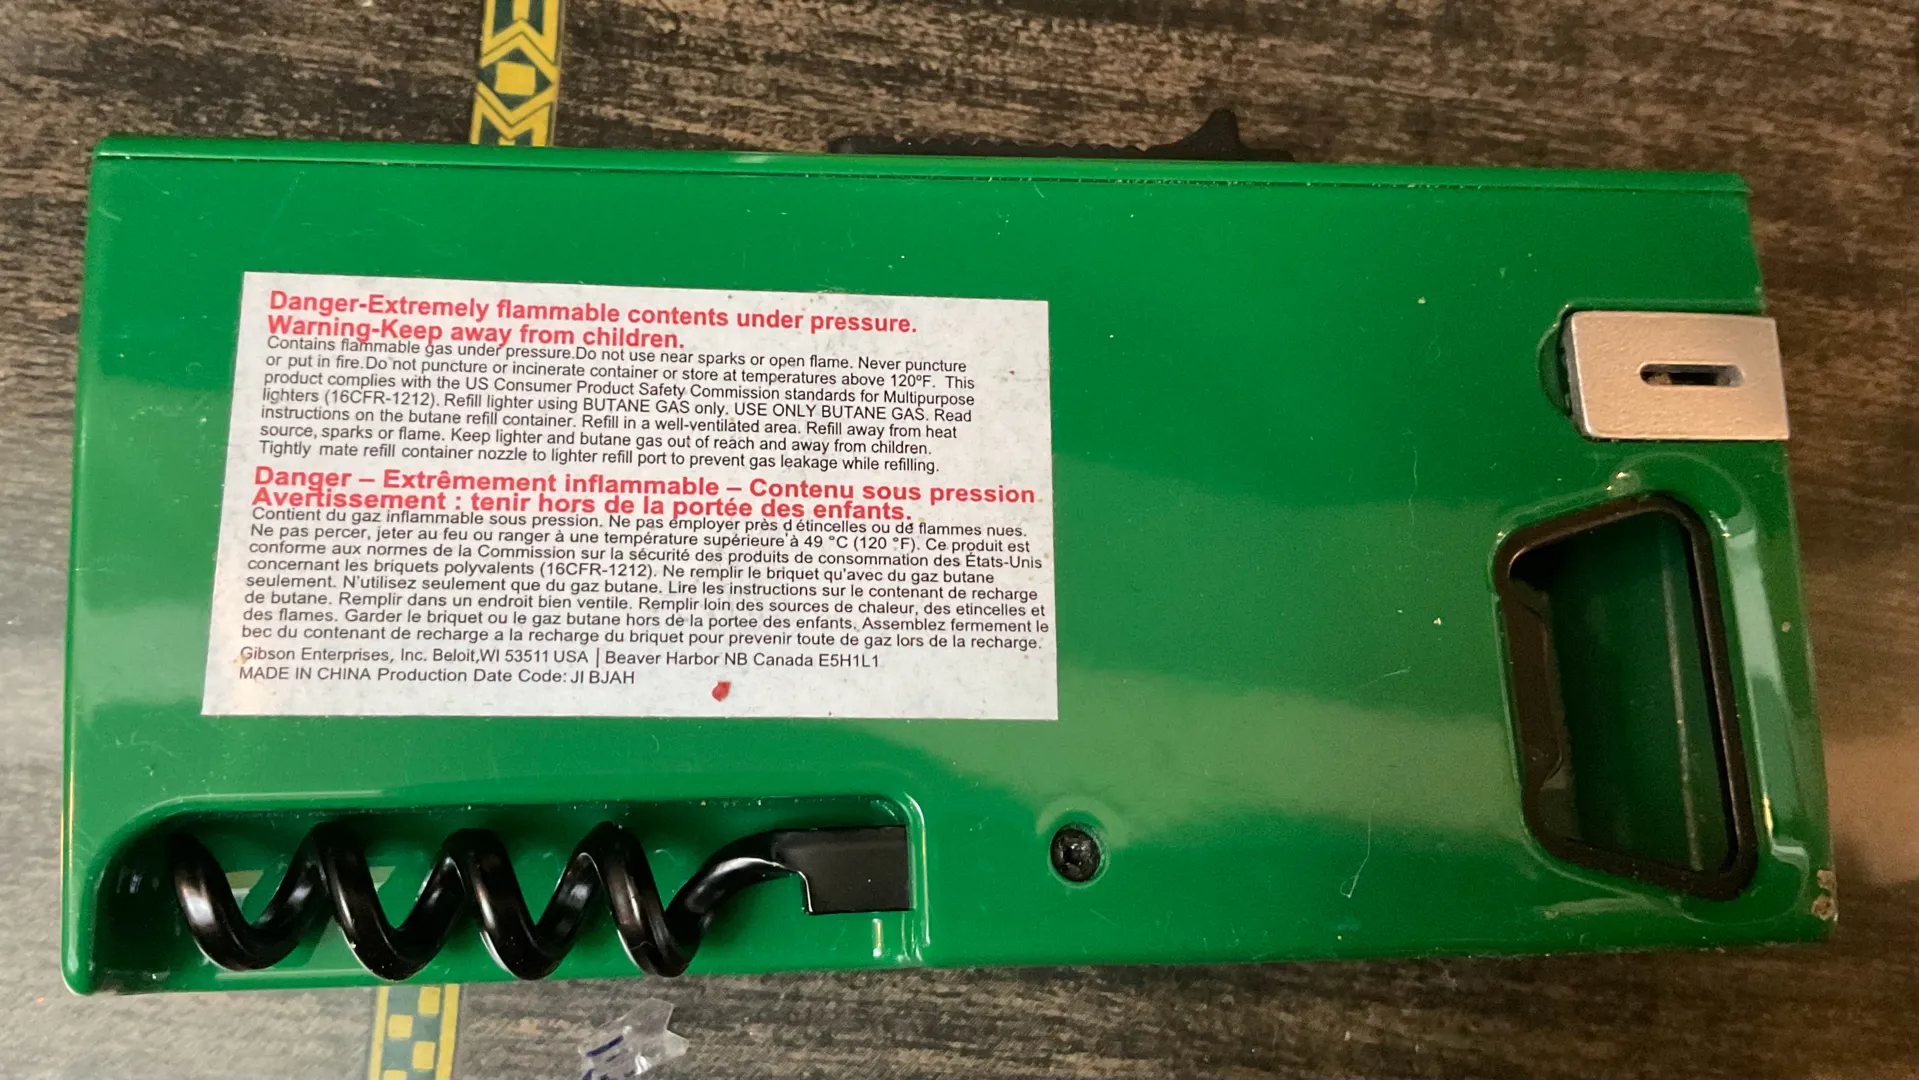 Danger-Extremely flammable contents under pressure.
Warning-Keep away from children.
Contains flammable gas under pressure.Do not use near sparks or open flame. Never puncture
or put in fire.Do not puncture or incinerate container or store at temperatures above 120ºF. This
product complies with the US Consumer Product Safety Commission standards for Multipurpose
lighters (16CFR-1212). Refill lighter using BUTANE GAS only. USE ONLY BUTANE GAS. Read
instructions on the butane refill container. Refill in a well-ventilated area. Refill away from heat
source, sparks or flame. Keep lighter and butane gas out of reach and away from children.
Tightly mate refill container nozzle to lighter refill port to prevent gas leakage while refilling.
Danger – Extrêmement inflammable – Contenu sous pression
Avertissement : tenir hors de la portée des enfants.
Contient du gaz inflammable sous pression. Ne pas employer près d'étincelles ou de flammes nues.
Ne pas percer, jeter au feu ou ranger à une température supérieure à 49 °C (120 °F). Ce produit est
conforme aux normes de la Commission sur la sécurité des produits de consommation des États-Unis
concernant les briquets polyvalents (16CFR-1212). Ne remplir le briquet qu'avec du gaz butane
seulement. N'utilisez seulement que du gaz butane. Lire les instructions sur le contenant de recharge
de butane. Remplir dans un endroit bien ventile. Remplir loin des sources de chaleur, des etincelles et
des flammes. Garder le briquet ou le gaz butane hors de la portee des enfants. Assemblez fermement le
bec du contenant de recharge a la recharge du briquet pour prevenir toute de gaz lors de la recharge.
Gibson Enterprises, Inc. Beloit,WI 53511 USA | Beaver Harbor NB Canada E5H1L1
MADE IN CHINA Production Date Code: JI BJAH